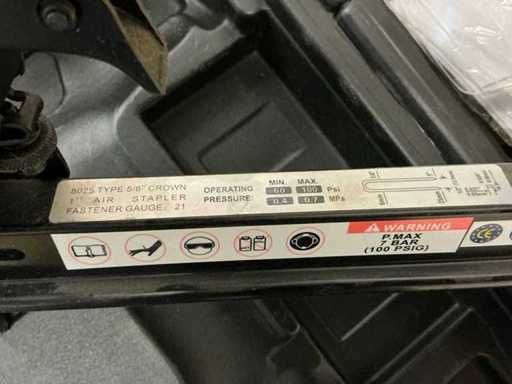 8025 TYPE 5/8" CROWN
1" AIR STAPLER
FASTENER GAUGE: 21
OPERATING
PRESSURE:
MIN. MAX.
60 100 Psi
0.4 0.7 MPa
WARNING
P.MAX
7 BAR
(100 PSIG)
CE